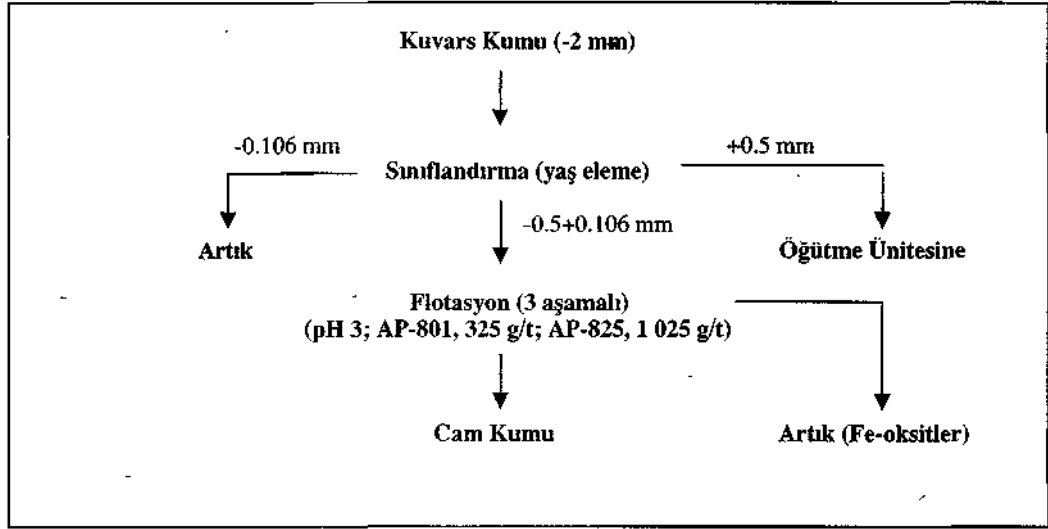 Kuvars Kumu (-2 mm)
-0.106 mm
+0.5 mm
Sınıflandırma (yaş eleme)
-0.5+0.106 mm
Artık
Öğütme Ünitesine
Flotasyon (3 aşamalı)
(pH 3; AP-801, 325 g/t; AP-825, 1 025 g/t)
Cam Kumu
Artık (Fe-oksitler)